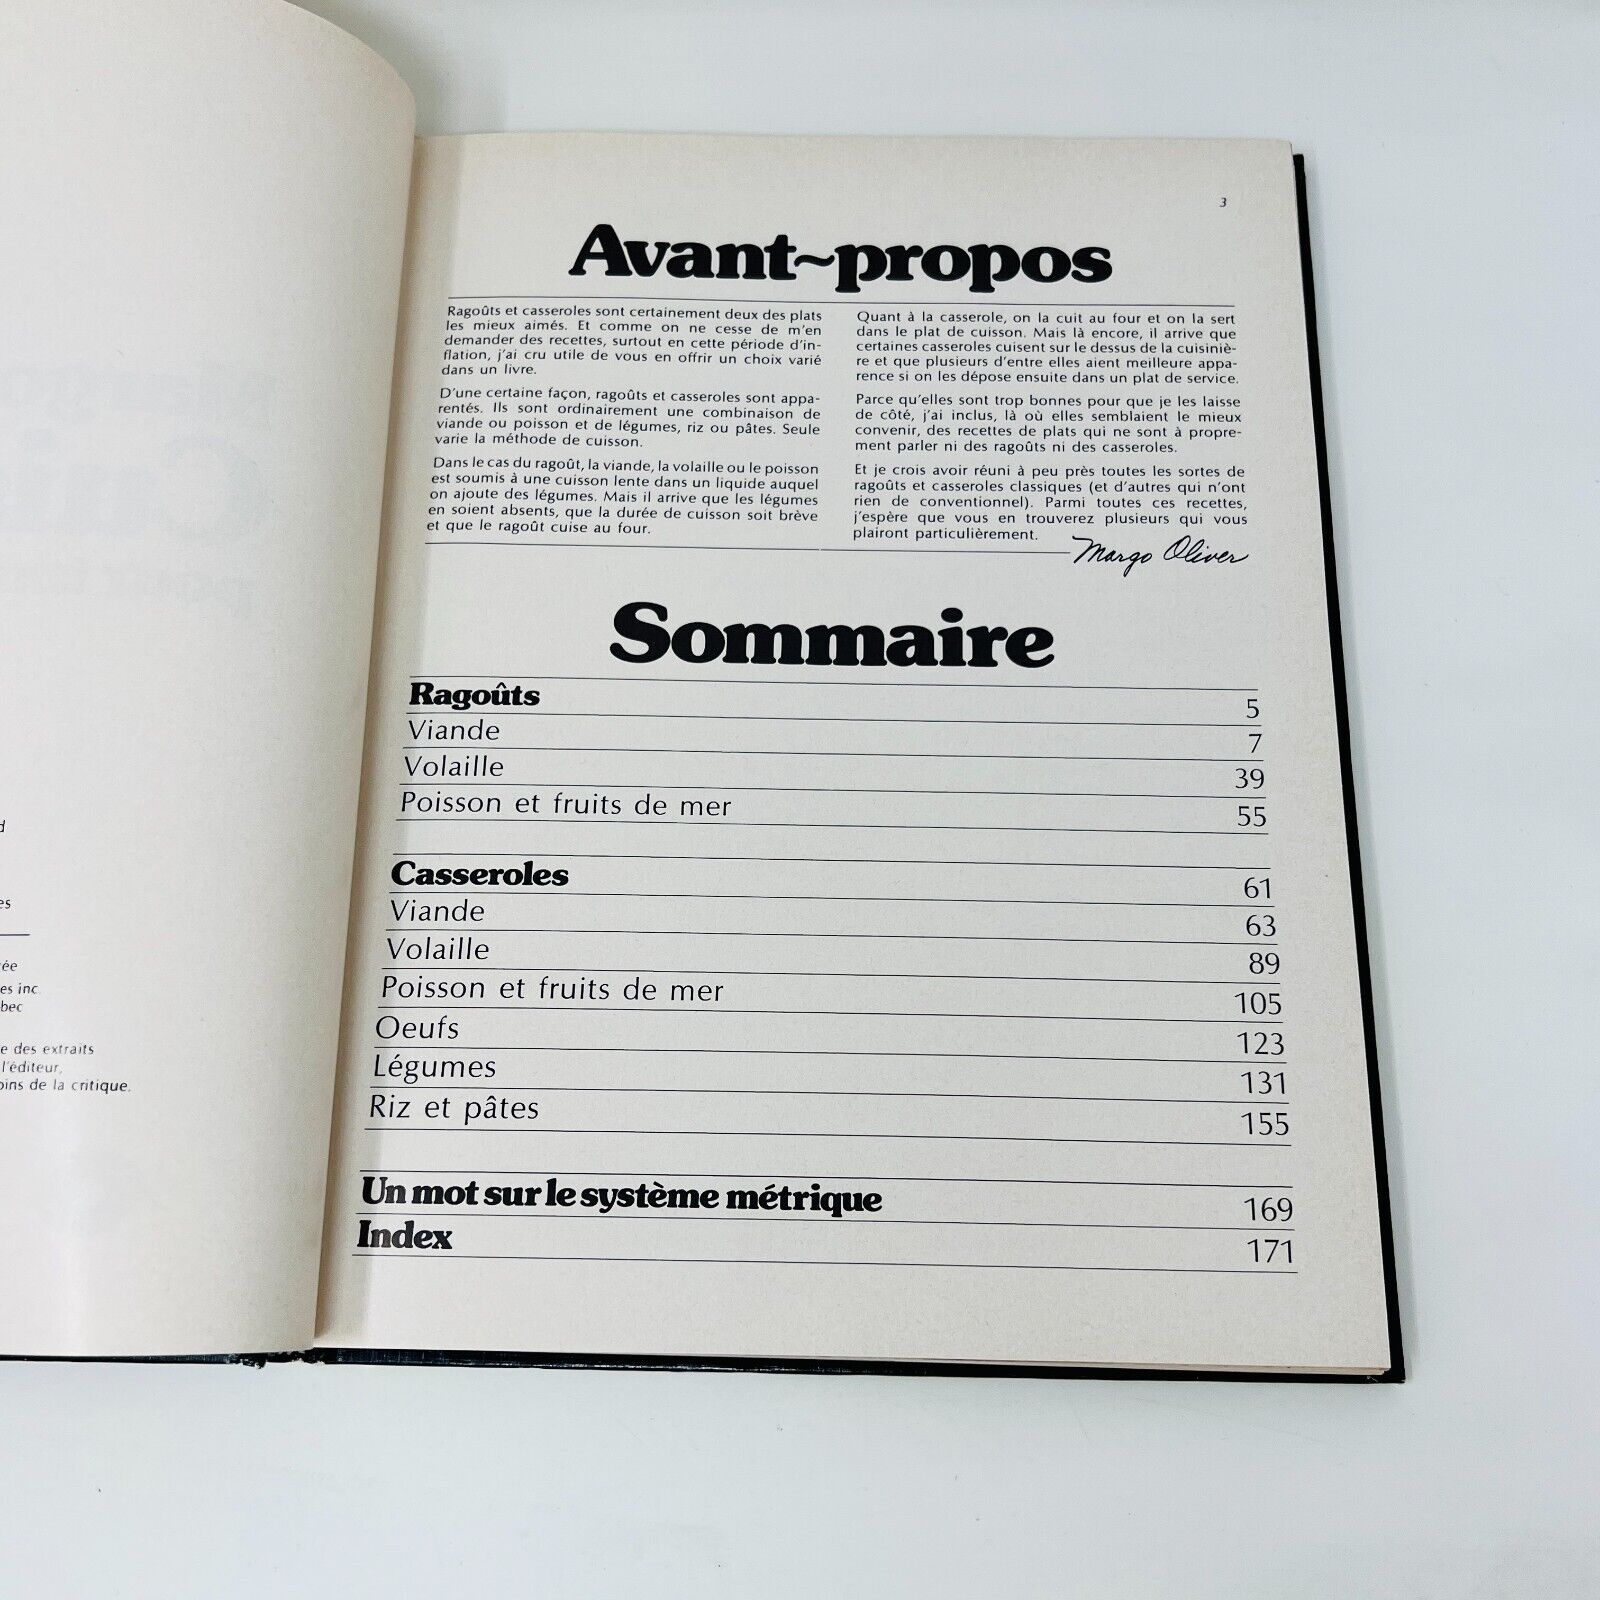 d
es
rée
es inc.
bec
e des extraits
l'éditeur,
oins de la critique.
3
Avant~propos
Ragoûts et casseroles sont certainement deux des plats
les mieux aimés. Et comme on ne cesse de m'en
demander des recettes, surtout en cette période d'in-
flation, j'ai cru utile de vous en offrir un choix varié
dans un livre.
D'une certaine façon, ragoûts et casseroles sont appa-
rentés. Ils sont ordinairement une combinaison de
viande ou poisson et de légumes, riz ou pâtes. Seule
varie la méthode de cuisson.
Dans le cas du ragoût, la viande, la volaille ou le poisson
est soumis à une cuisson lente dans un liquide auquel
on ajoute des légumes. Mais il arrive que les légumes
en soient absents, que la durée de cuisson soit brève
et que le ragoût cuise au four.
Quant à la casserole, on la cuit au four et on la sert
dans le plat de cuisson. Mais là encore, il arrive que
certaines casseroles cuisent sur le dessus de la cuisiniè-
re et que plusieurs d'entre elles aient meilleure appa-
rence si on les dépose ensuite dans un plat de service.
Parce qu'elles sont trop bonnes pour que je les laisse
de côté, j'ai inclus, là où elles semblaient le mieux
convenir, des recettes de plats qui ne sont à propre-
ment parler ni des ragoûts ni des casseroles.
Et je crois avoir réuni à peu près toutes les sortes de
ragoûts et casseroles classiques (et d'autres qui n'ont
rien de conventionnel). Parmi toutes ces recettes,
j'espère que vous en trouverez plusieurs qui vous
plairont particulièrement.
Margo Oliver
Sommaire
Ragoûts 5
Viande 7
Volaille 39
Poisson et fruits de mer 55
Casseroles 61
Viande 63
Volaille 89
Poisson et fruits de mer 105
Oeufs 123
Légumes 131
Riz et pâtes 155
Un mot sur le système métrique 169
Index 171